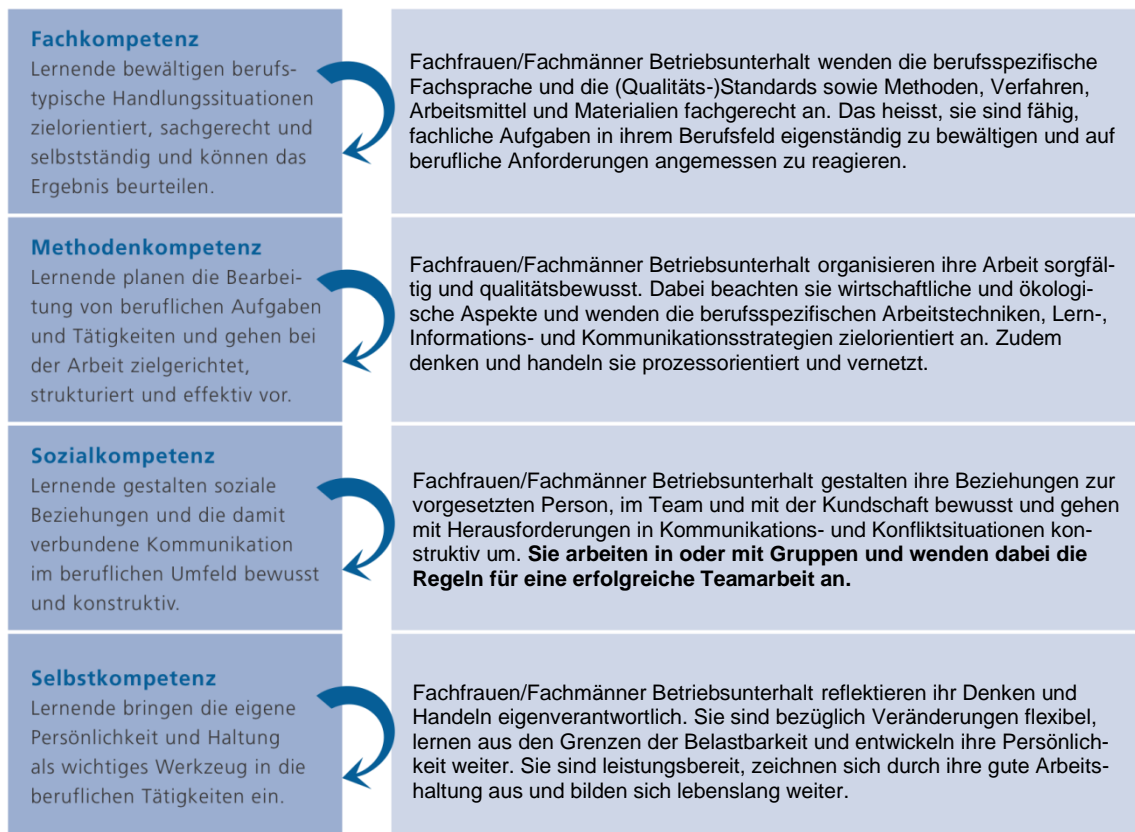 Fachkompetenz
Lernende bewältigen berufs-
typische Handlungssituationen
zielorientiert, sachgerecht und
selbstständig und können das
Ergebnis beurteilen.
Fachfrauen/Fachmänner Betriebsunterhalt wenden die berufsspezifische
Fachsprache und die (Qualitäts-)Standards sowie Methoden, Verfahren,
Arbeitsmittel und Materialien fachgerecht an. Das heisst, sie sind fähig,
fachliche Aufgaben in ihrem Berufsfeld eigenständig zu bewältigen und auf
berufliche Anforderungen angemessen zu reagieren.
Methodenkompetenz
Lernende planen die Bearbei-
tung von beruflichen Aufgaben
und Tätigkeiten und gehen bei
der Arbeit zielgerichtet,
strukturiert und effektiv vor.
Fachfrauen/Fachmänner Betriebsunterhalt organisieren ihre Arbeit sorgfäl-
tig und qualitätsbewusst. Dabei beachten sie wirtschaftliche und ökologi-
sche Aspekte und wenden die berufsspezifischen Arbeitstechniken, Lern-,
Informations- und Kommunikationsstrategien zielorientiert an. Zudem
denken und handeln sie prozessorientiert und vernetzt.
Sozialkompetenz
Lernende gestalten soziale
Beziehungen und die damit
verbundene Kommunikation
im beruflichen Umfeld bewusst
und konstruktiv.
Fachfrauen/Fachmänner Betriebsunterhalt gestalten ihre Beziehungen zur
vorgesetzten Person, im Team und mit der Kundschaft bewusst und gehen
mit Herausforderungen in Kommunikations- und Konfliktsituationen kon-
struktiv um. Sie arbeiten in oder mit Gruppen und wenden dabei die
Regeln für eine erfolgreiche Teamarbeit an.
Selbstkompetenz
Lernende bringen die eigene
Persönlichkeit und Haltung
als wichtiges Werkzeug in die
beruflichen Tätigkeiten ein.
Fachfrauen/Fachmänner Betriebsunterhalt reflektieren ihr Denken und
Handeln eigenverantwortlich. Sie sind bezüglich Veränderungen flexibel,
lernen aus den Grenzen der Belastbarkeit und entwickeln ihre Persönlich-
keit weiter. Sie sind leistungsbereit, zeichnen sich durch ihre gute Arbeits-
haltung aus und bilden sich lebenslang weiter.